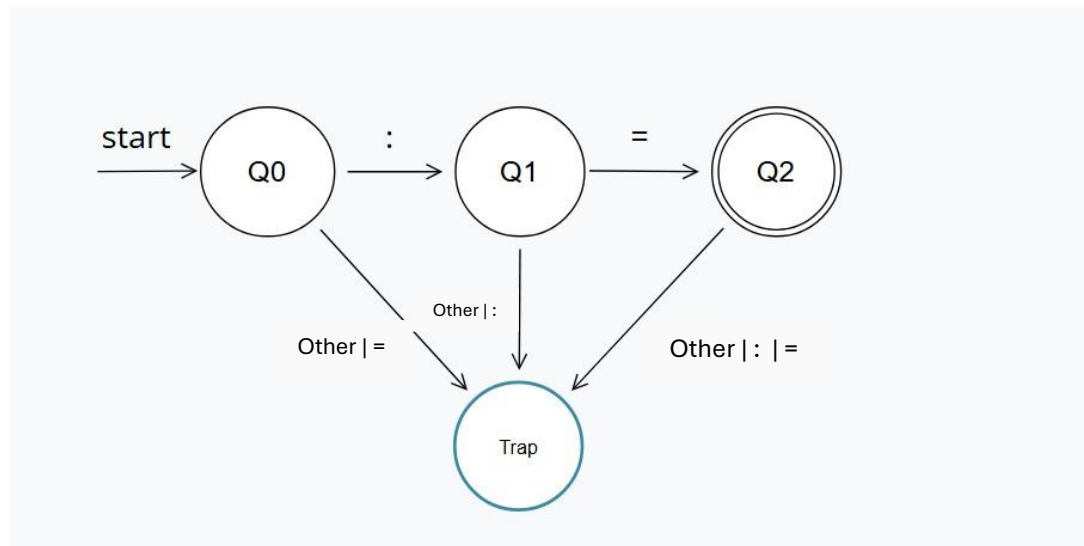 start
Q0
:
Q1
=
Q2
Other | :
Other | =
Other | : | =
Trap